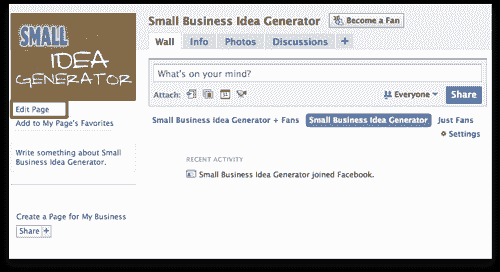 SMALL
IDEA
GENERATOR
Edit Page
Add to My Page's Favorites
Write something about Small
Business Idea Generator.
Create a Page for My Business
Share +
Small Business Idea Generator Become a Fan
Wall Info Photos Discussions +
What's on your mind?
Attach: Everyone Share
Small Business Idea Generator + Fans Small Business Idea Generator Just Fans
Settings
RECENT ACTIVITY
Small Business Idea Generator joined Facebook.